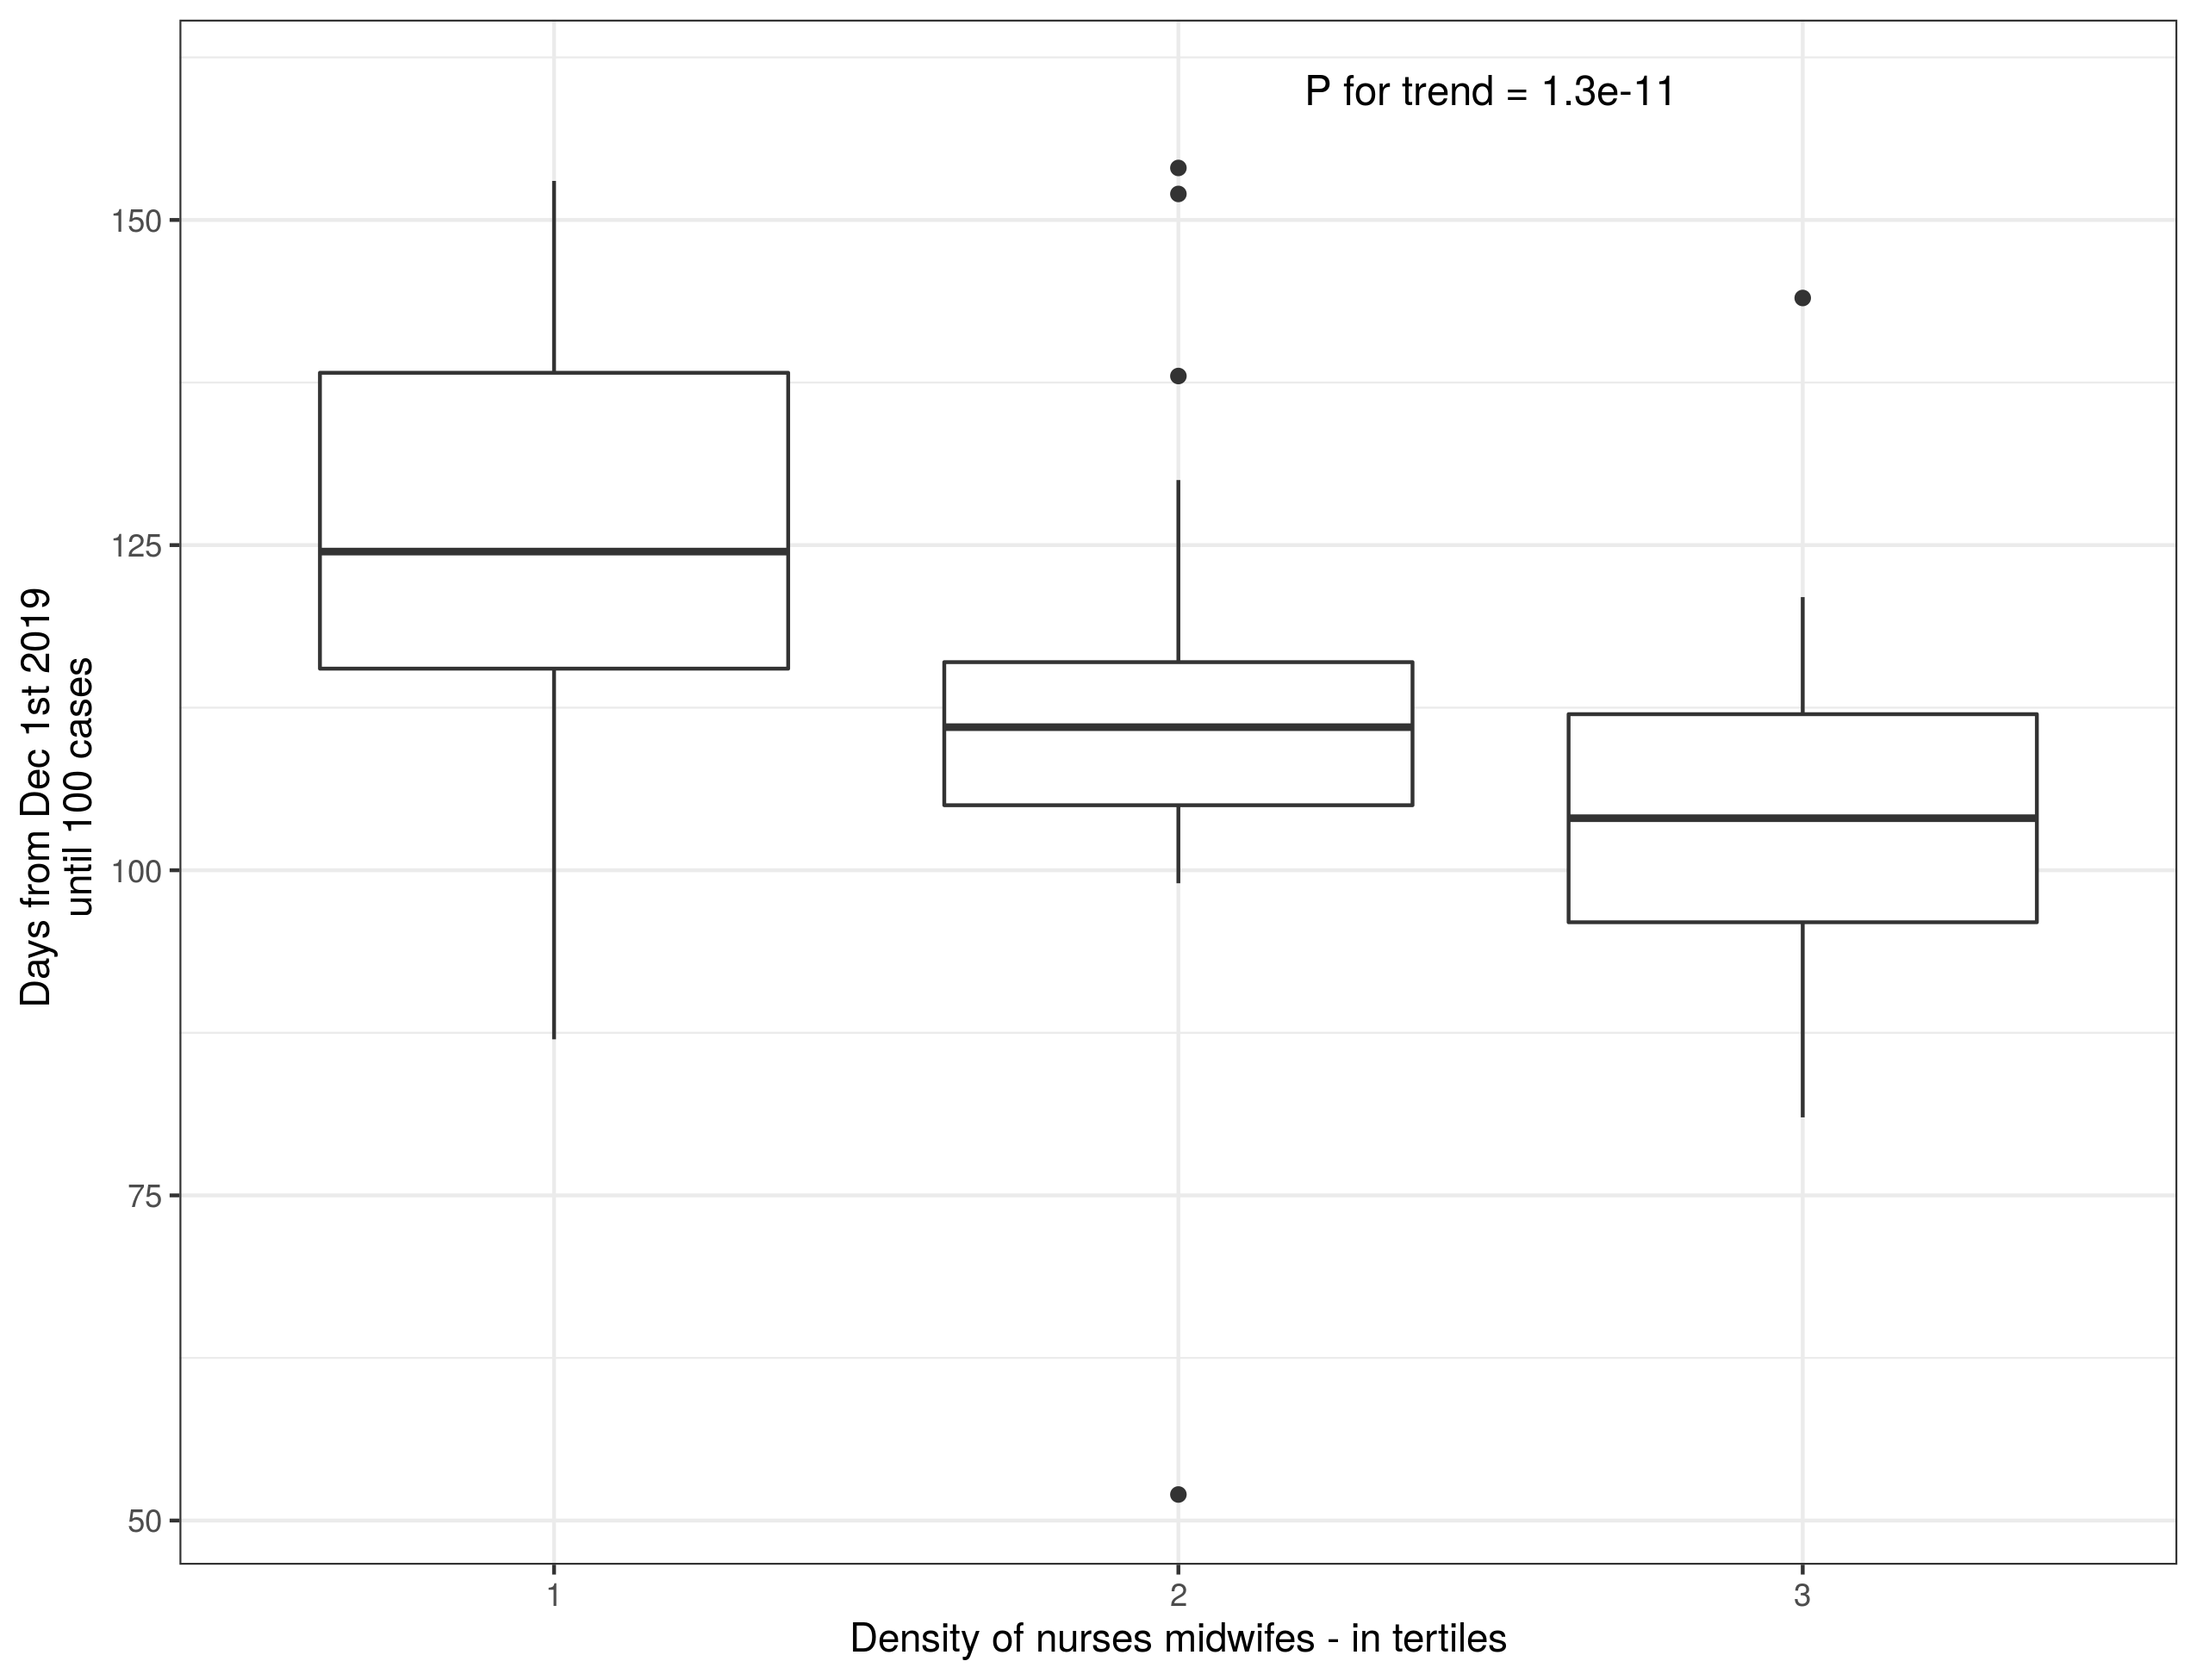 P for trend = 1.3e-11
150
125
100
75
50
Days from Dec 1st 2019
until 100 cases
1
2
3
Density of nurses midwifes - in tertiles